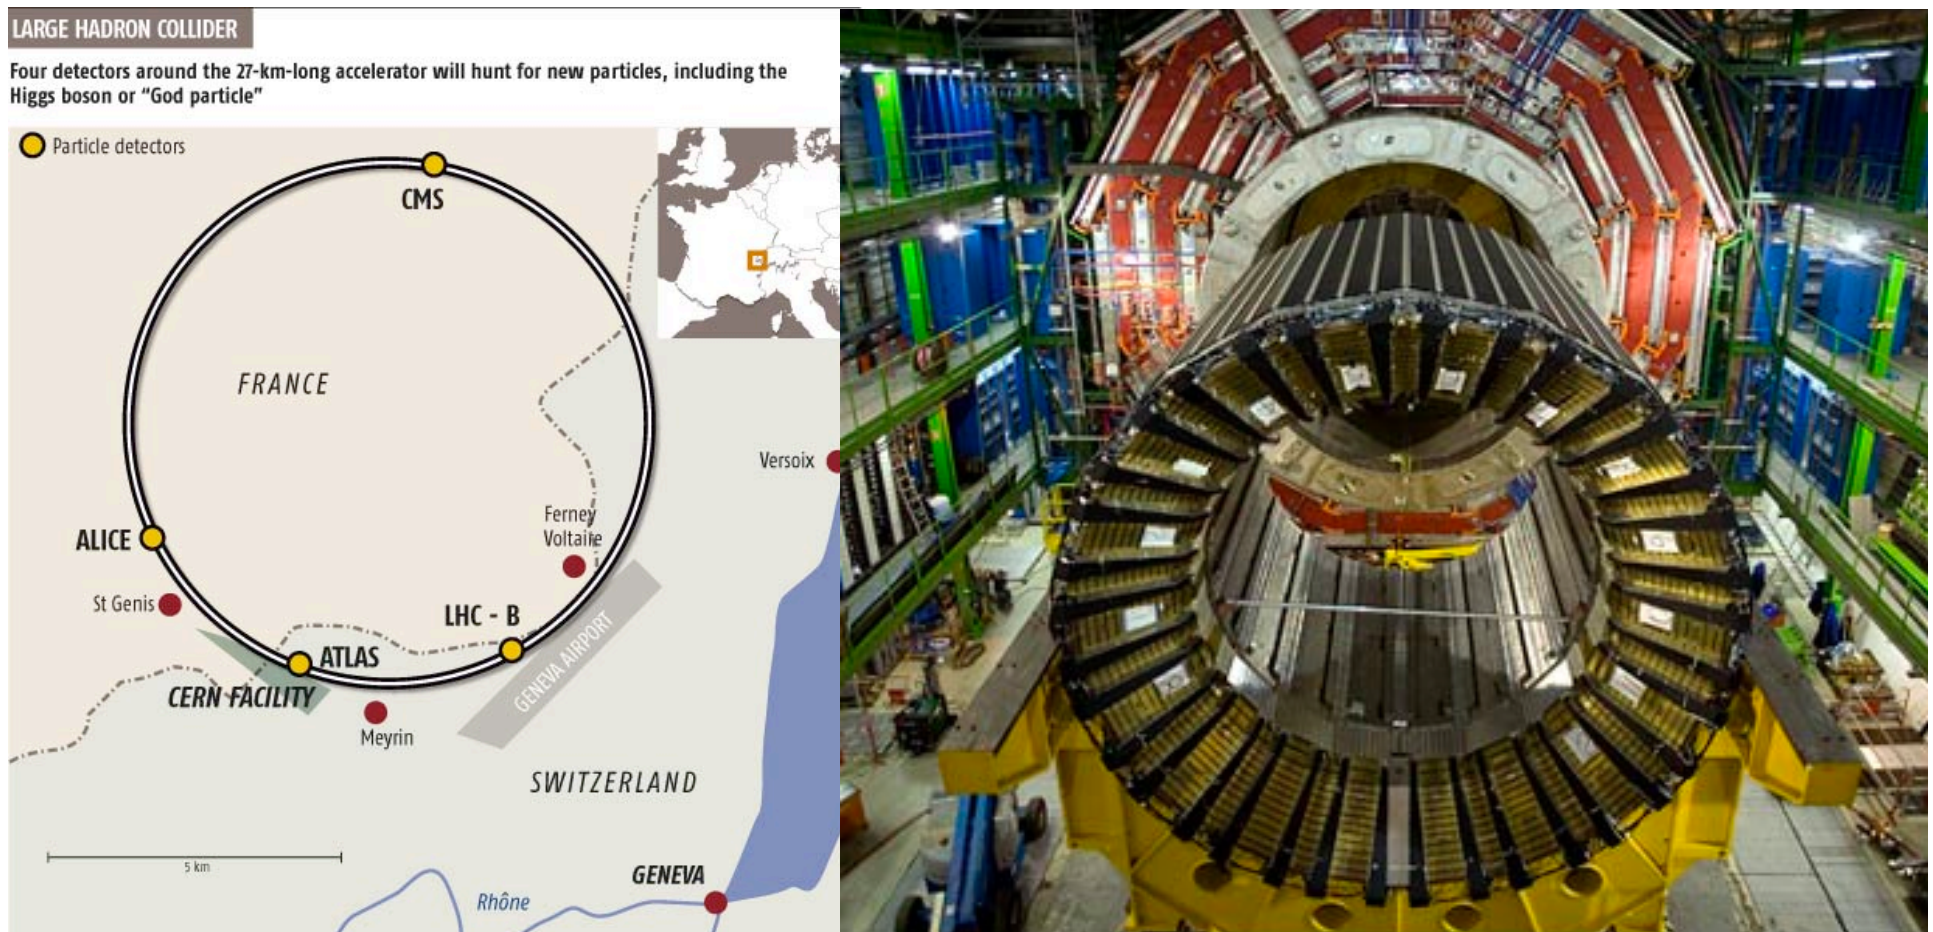 LARGE HADRON COLLIDER
Four detectors around the 27-km-long accelerator will hunt for new particles, including the
Higgs boson or “God particle”
Particle detectors
CMS
FRANCE
Versoix
Ferney
Voltaire
ALICE
St Genis
LHC - B
ATLAS
GENEVA AIRPORT
CERN FACILITY
Meyrin
SWITZERLAND
5 km
GENEVA
Rhône